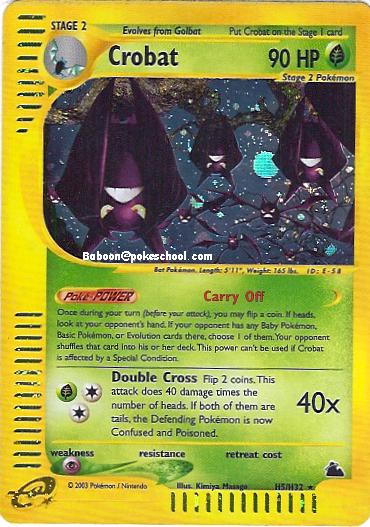 STAGE 2
Evolves from Golbat
Put Crobat on the Stage 1 card
Crobat
90 HP
Stage 2 Pokémon
Baboon@pokeschool.com
Bat Pokémon. Length: 5'11", Weight: 165 lbs. ID: E-58
Poké-POWER
Carry Off
Once during your turn (before your attack), you may flip a coin. If heads,
look at your opponent's hand. If your opponent has any Baby Pokémon,
Basic Pokémon, or Evolution cards there, choose 1 of them. Your opponent
shuffles that card into his or her deck. This power can't be used if Crobat
is affected by a Special Condition.
Double Cross Flip 2 coins. This
attack does 40 damage times the
number of heads. If both of them
are tails, the Defending Pokémon is now
Confused and Poisoned.
40x
weakness
resistance
retreat cost
© 2003 Pokémon / Nintendo
Illus. Kimiya Masago
H5/H32 ★